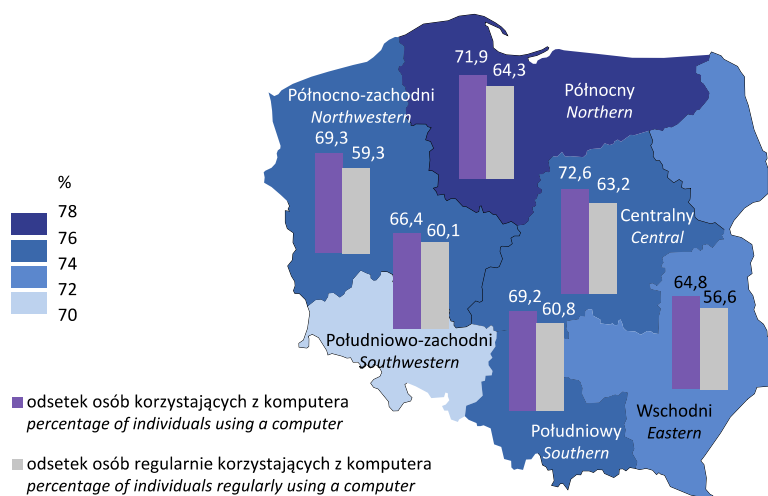 71,9
64,3
Północno-zachodni
Northwestern
Północny
Northern
69,3
59,3
72,6
63,2
%
78
76
74
72
70
66,4
60,1
Centralny
Central
64,8
56,6
69,2
60,8
Południowo-zachodni
Southwestern
odsetek osób korzystających z komputera
percentage of individuals using a computer
Wschodni
Eastern
Południowy
Southern
odsetek osób regularnie korzystających z komputera
percentage of individuals regularly using a computer